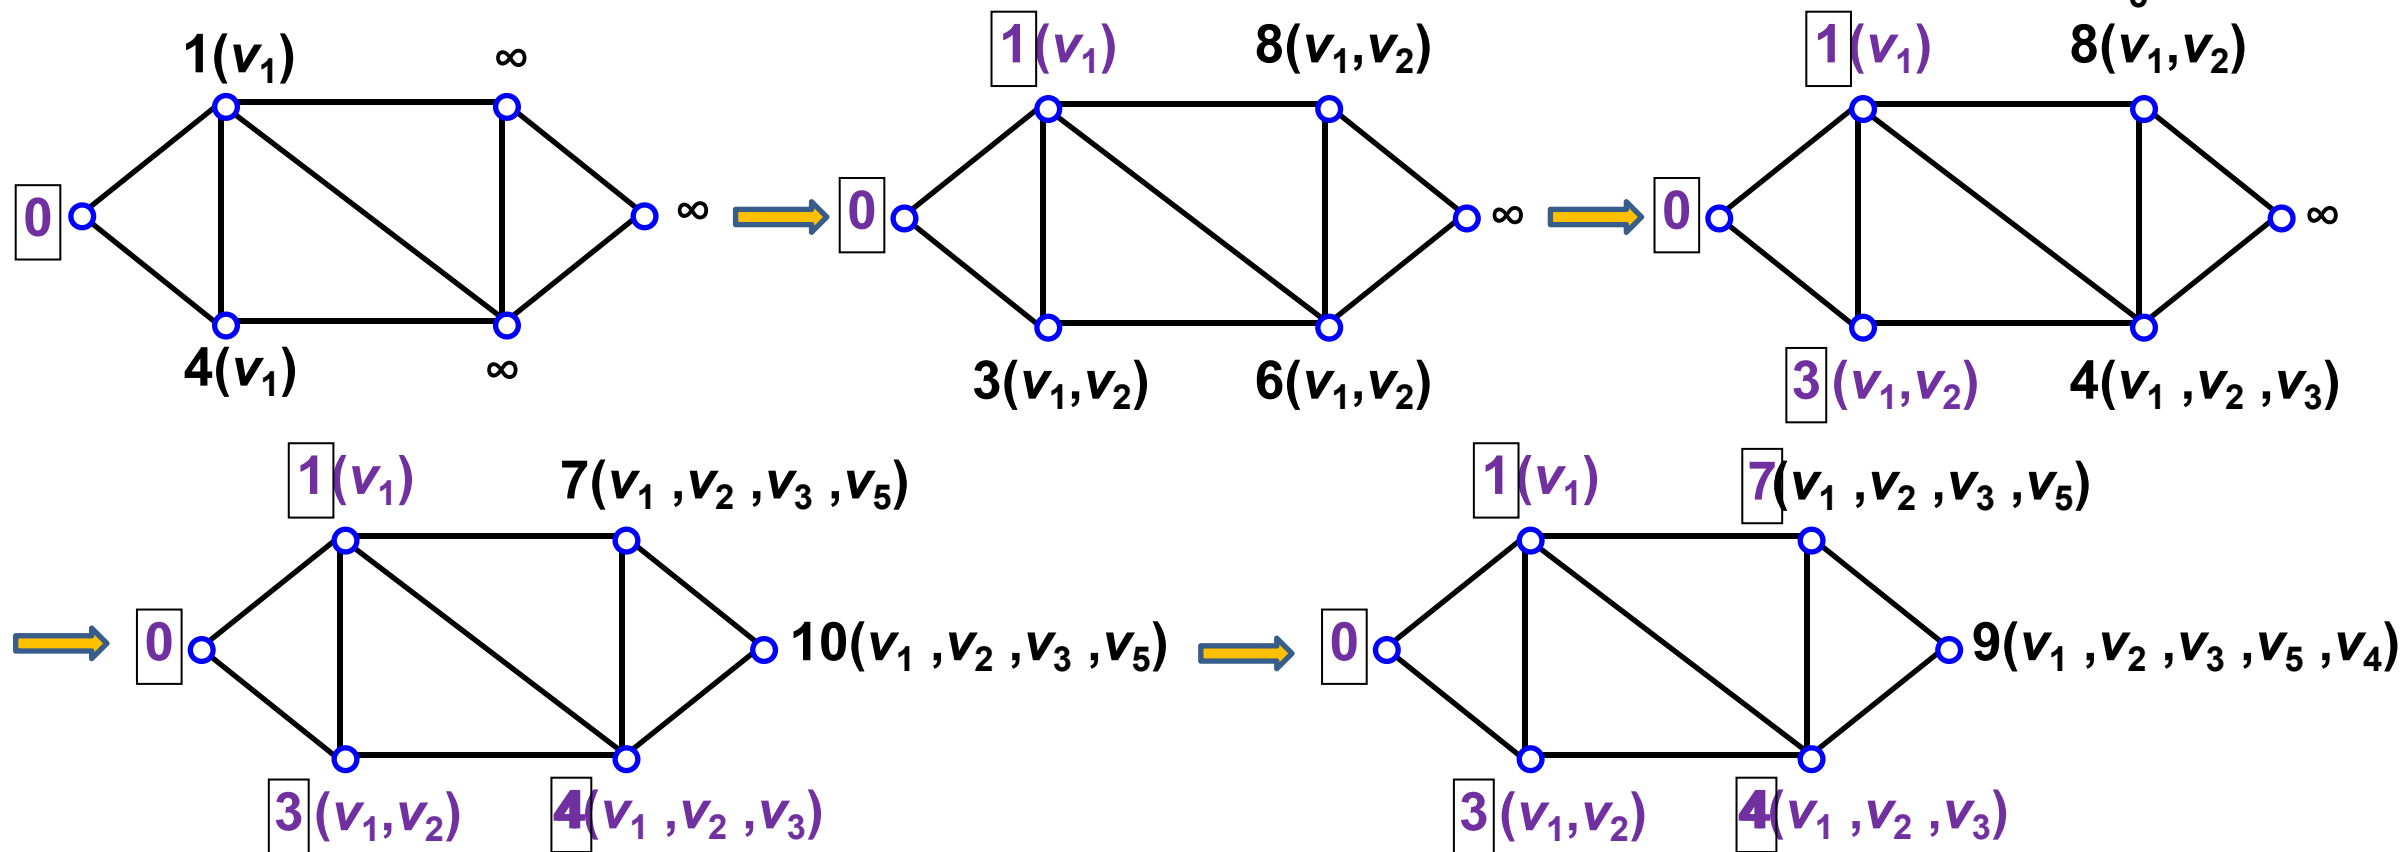 1(v₁) ∞ 1(v₁) 8(v₁,v₂) 1(v₁) 8(v₁,v₂)
0 ∞ 0 ∞ 0 ∞
4(v₁) ∞ 3(v₁,v₂) 6(v₁,v₂) 3(v₁,v₂) 4(v₁ ,v₂ ,v₃)
1(v₁) 7(v₁ ,v₂ ,v₃ ,v₅) 1(v₁) 7(v₁ ,v₂ ,v₃ ,v₅)
0 10(v₁ ,v₂ ,v₃ ,v₅) 0 9(v₁ ,v₂ ,v₃ ,v₅ ,v₄)
3(v₁,v₂) 4(v₁ ,v₂ ,v₃) 3(v₁,v₂) 4(v₁ ,v₂ ,v₃)